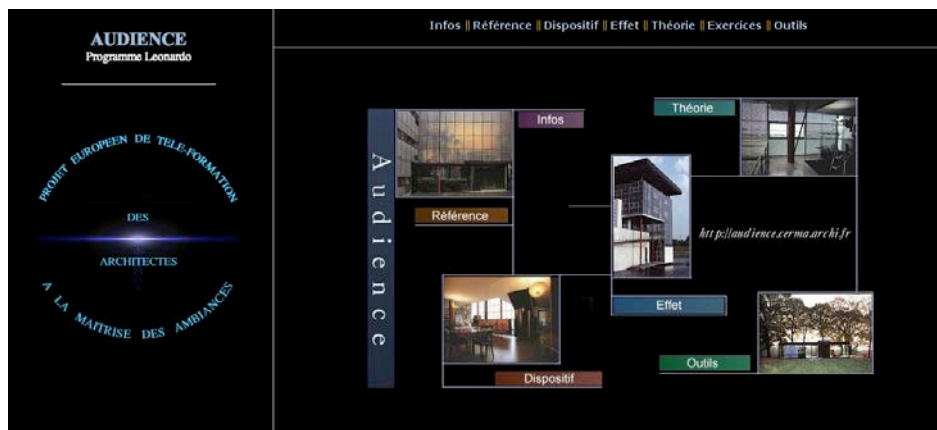 AUDIENCE
Programme Leonardo
PROJET EUROPEEN DE TELE-FORMATION
DES
ARCHITECTES
A LA MAITRISE DES AMBIANCES
Infos || Référence || Dispositif || Effet || Théorie || Exercices || Outils
Audience
Infos
Théorie
Référence
http://audience.cerma.archi.fr
Effet
Outils
Dispositif